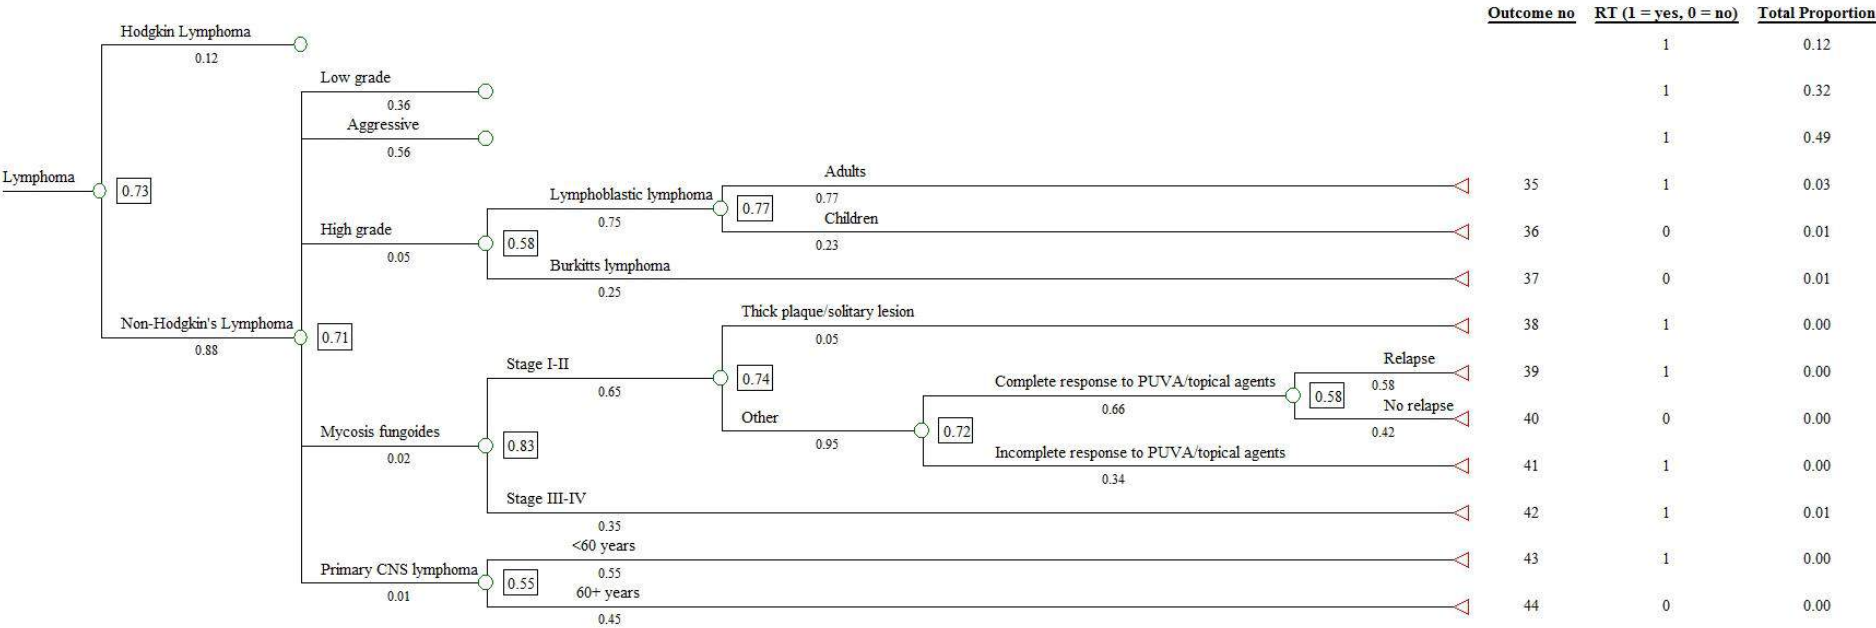 Outcome no RT (1 = yes, 0 = no) Total Proportion
Hodgkin Lymphoma 1 0.12
0.12
Low grade 1 0.32
0.36
Aggressive 1 0.49
0.56
Lymphoma 0.73
Adults 35 1 0.03
0.77
Lymphoblastic lymphoma 0.77
0.75
Children 36 0 0.01
0.23
High grade 0.58
0.05
Burkitts lymphoma 37 0 0.01
0.25
Non-Hodgkin's Lymphoma 0.71
0.88
Thick plaque/solitary lesion 38 1 0.00
0.05
Stage I-II 0.74
0.65
Relapse 39 1 0.00
0.58
Complete response to PUVA/topical agents 0.58
0.66
No relapse 40 0 0.00
0.42
Other 0.72
0.95
Mycosis fungoides 0.83
0.02
Incomplete response to PUVA/topical agents 41 1 0.00
0.34
Stage III-IV 42 1 0.01
0.35
<60 years 43 1 0.00
0.55
Primary CNS lymphoma 0.55
0.01
60+ years 44 0 0.00
0.45